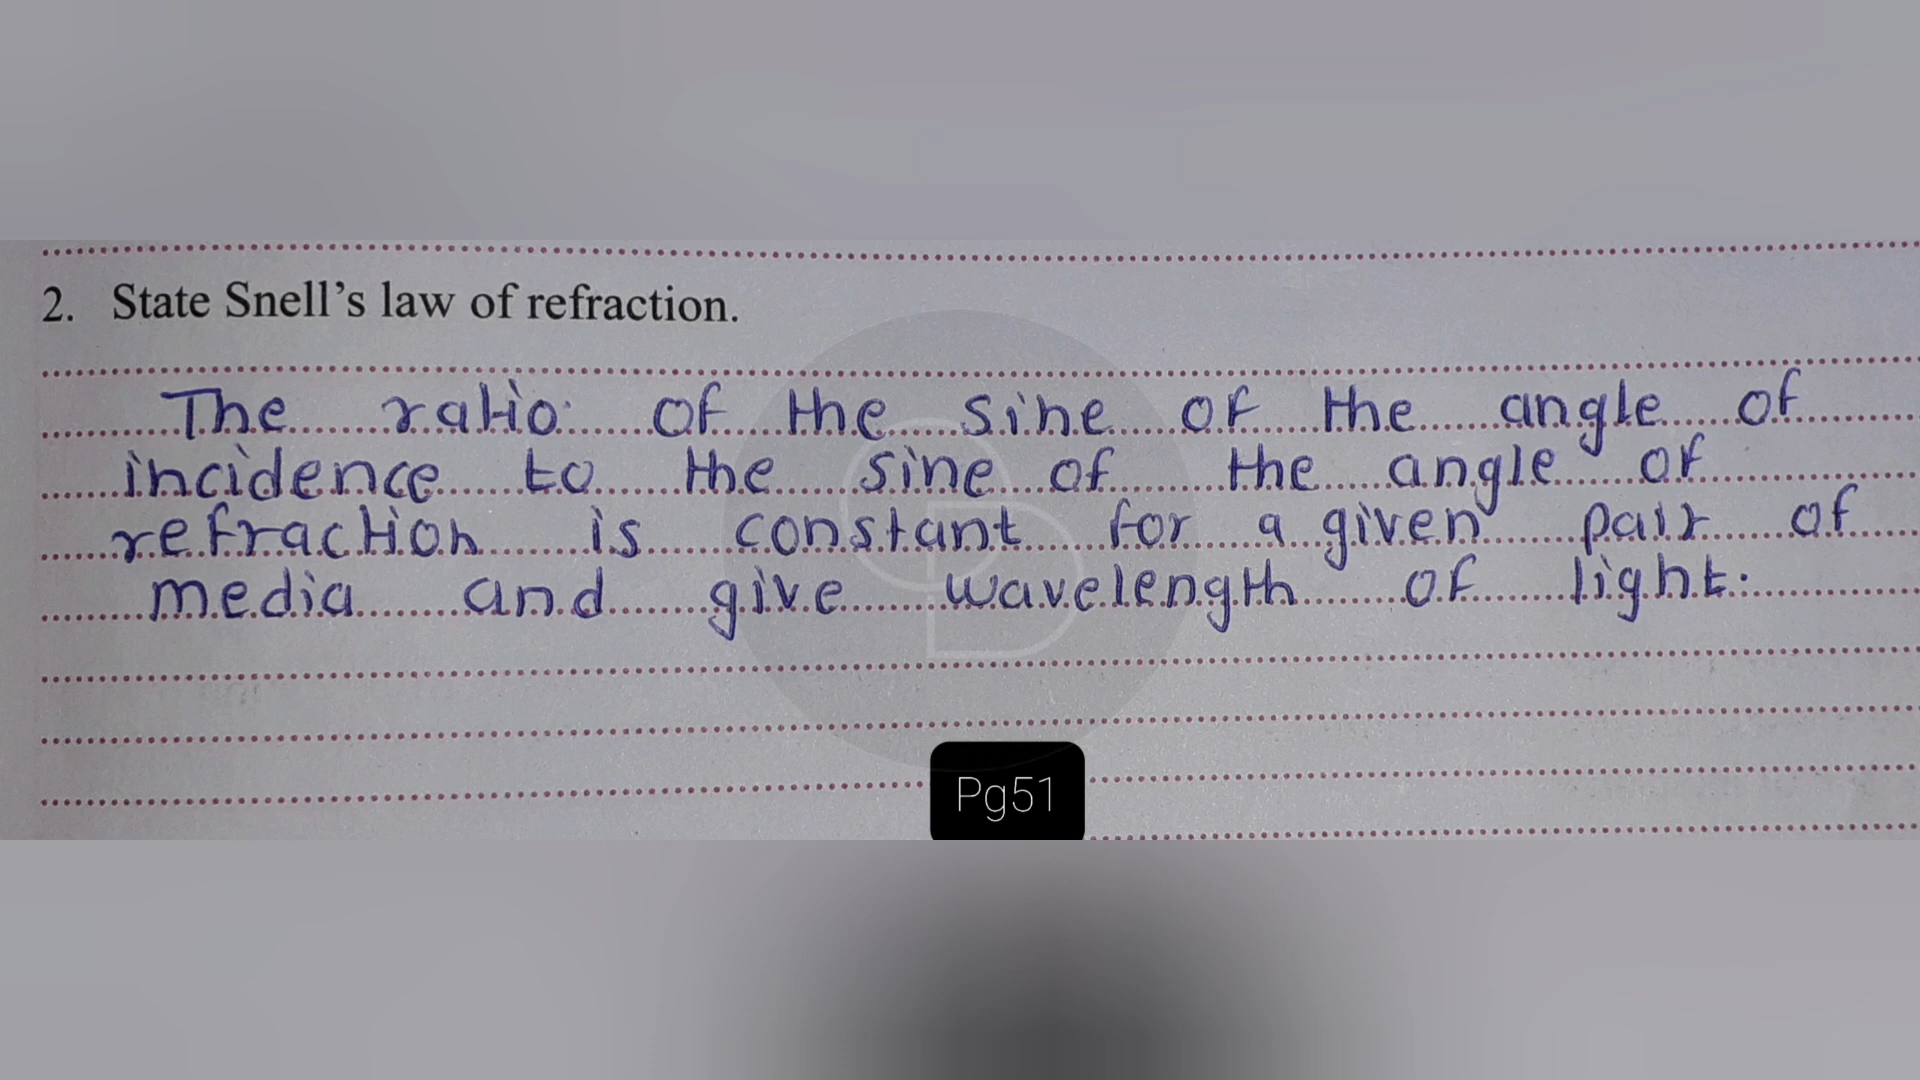 2. State Snell's law of refraction.
The ratio of the sine of the angle of
incidence to the sine of the angle of
refraction is constant for a given pair of
media and give wavelength of light.
Pg51